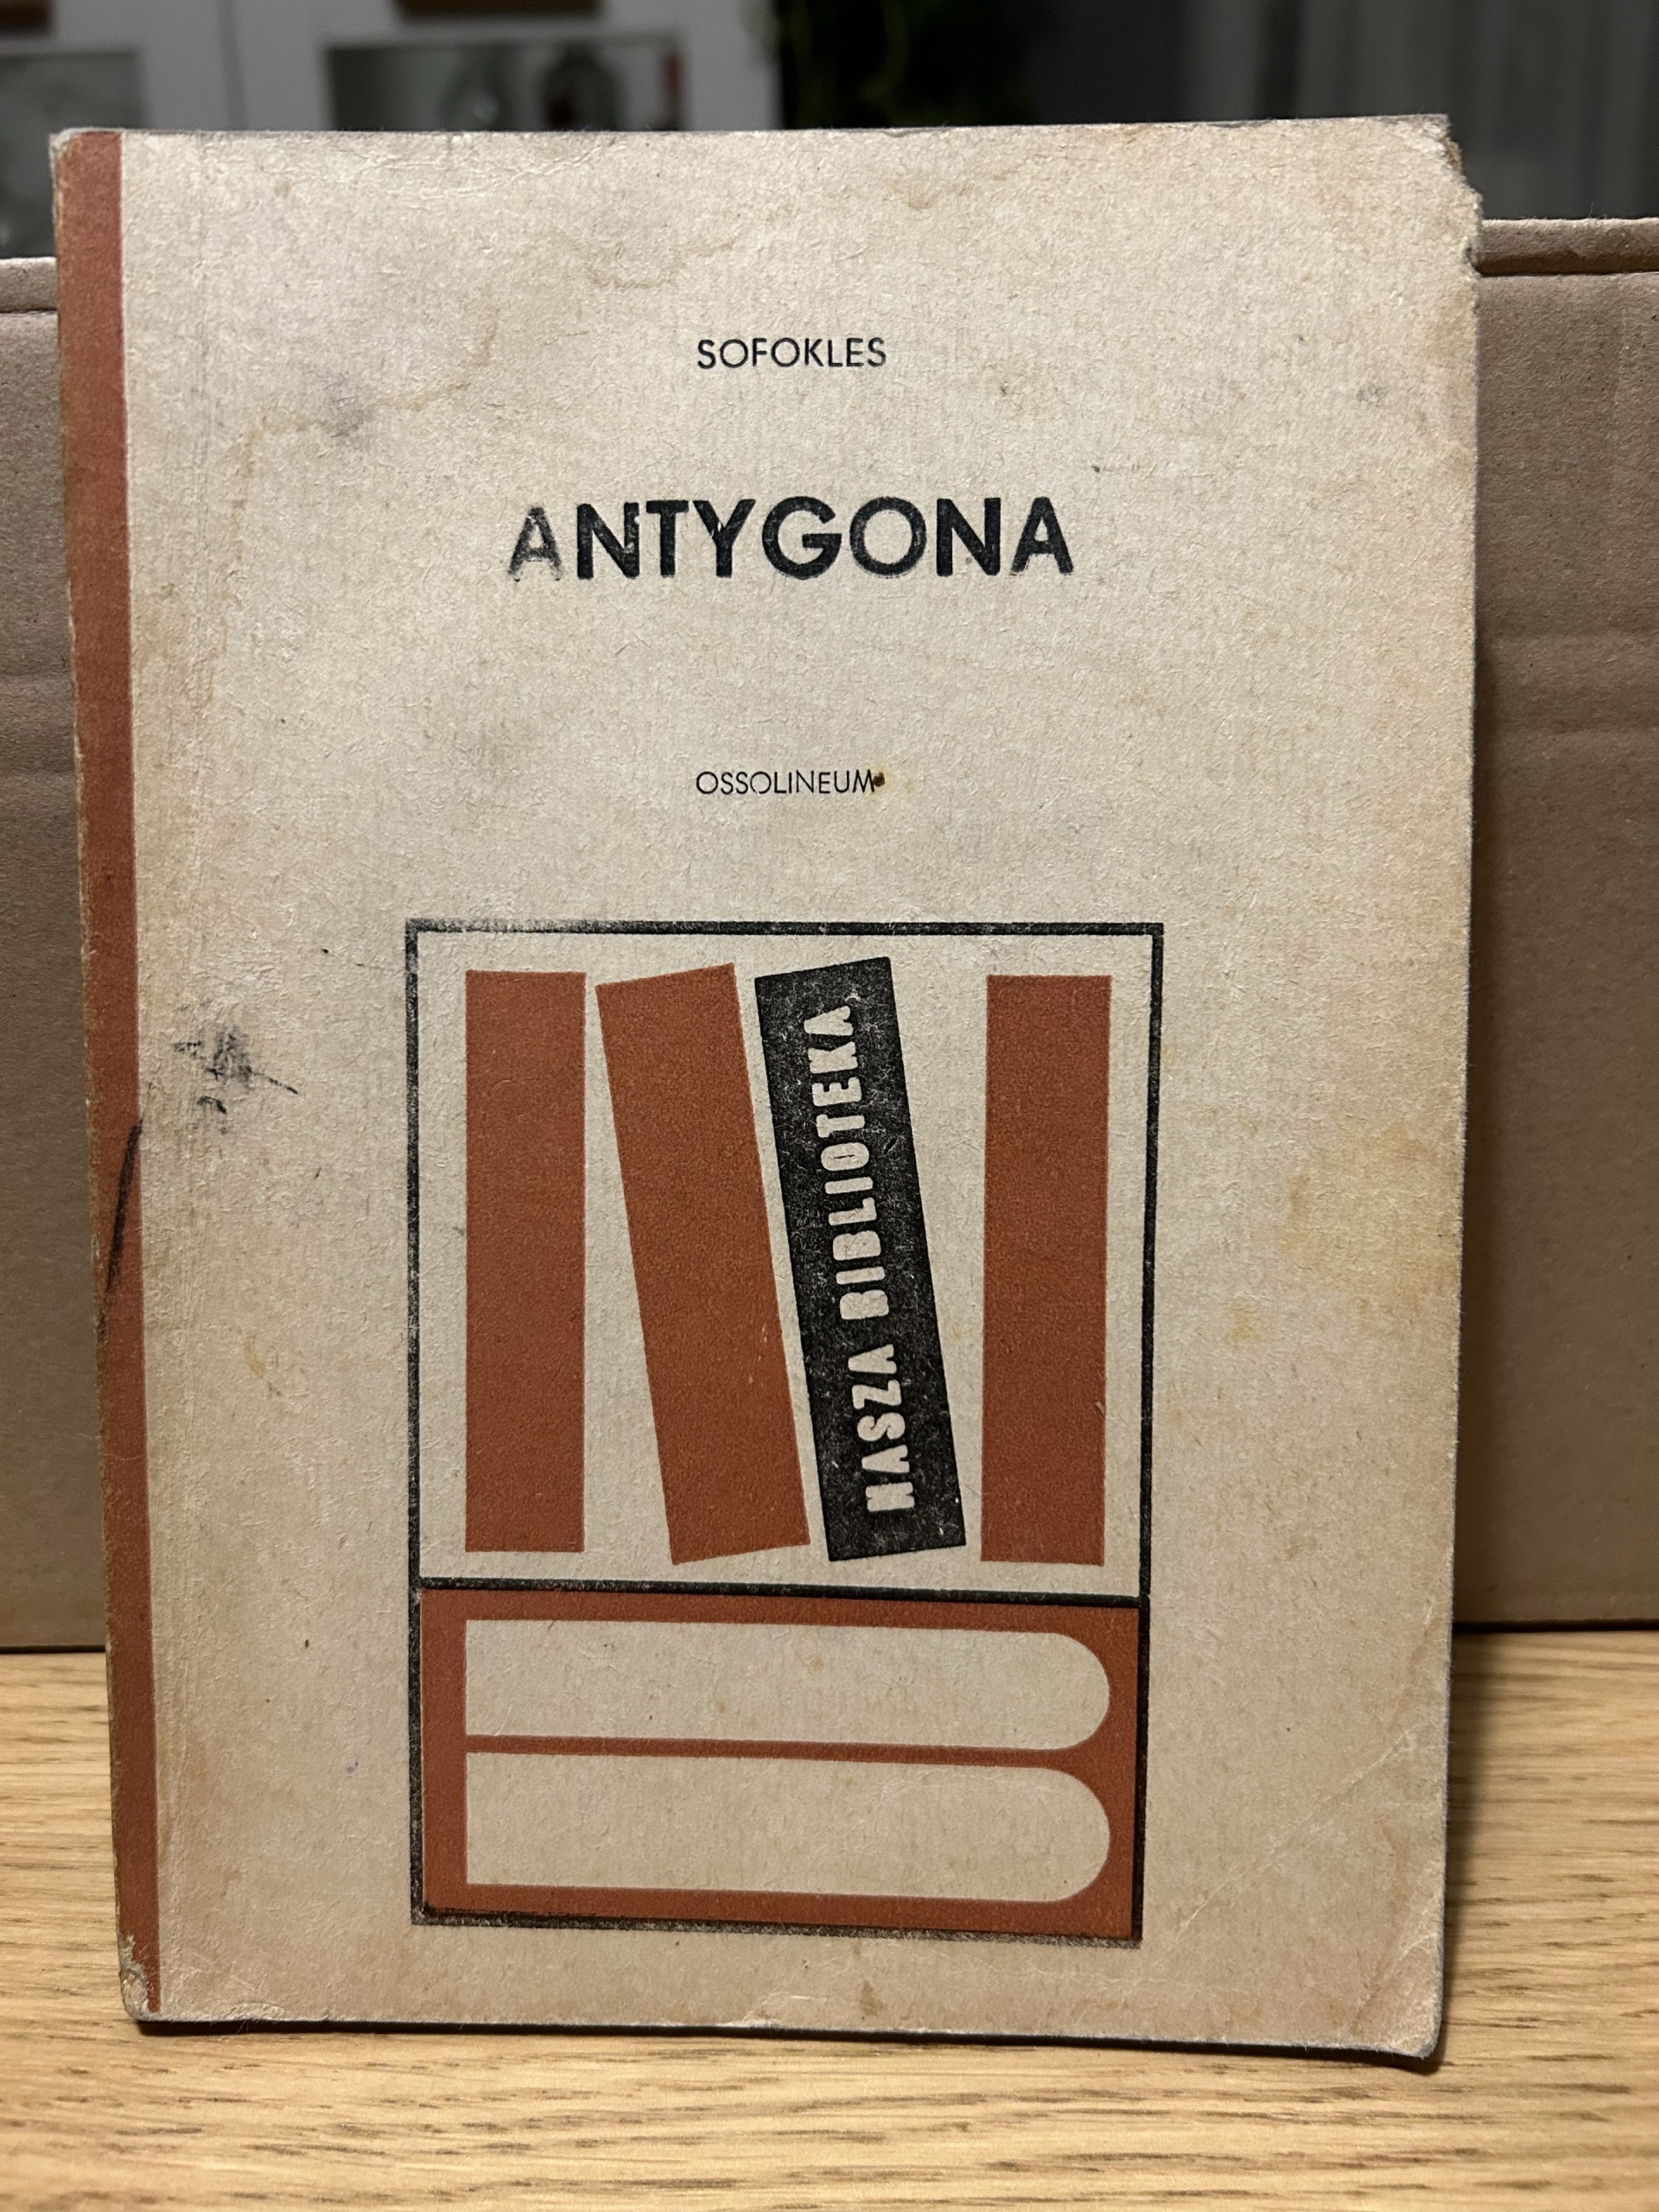 SOFOKLES
ANTYGONA
OSSOLINEUM
NASZA BIBLIOTEKA